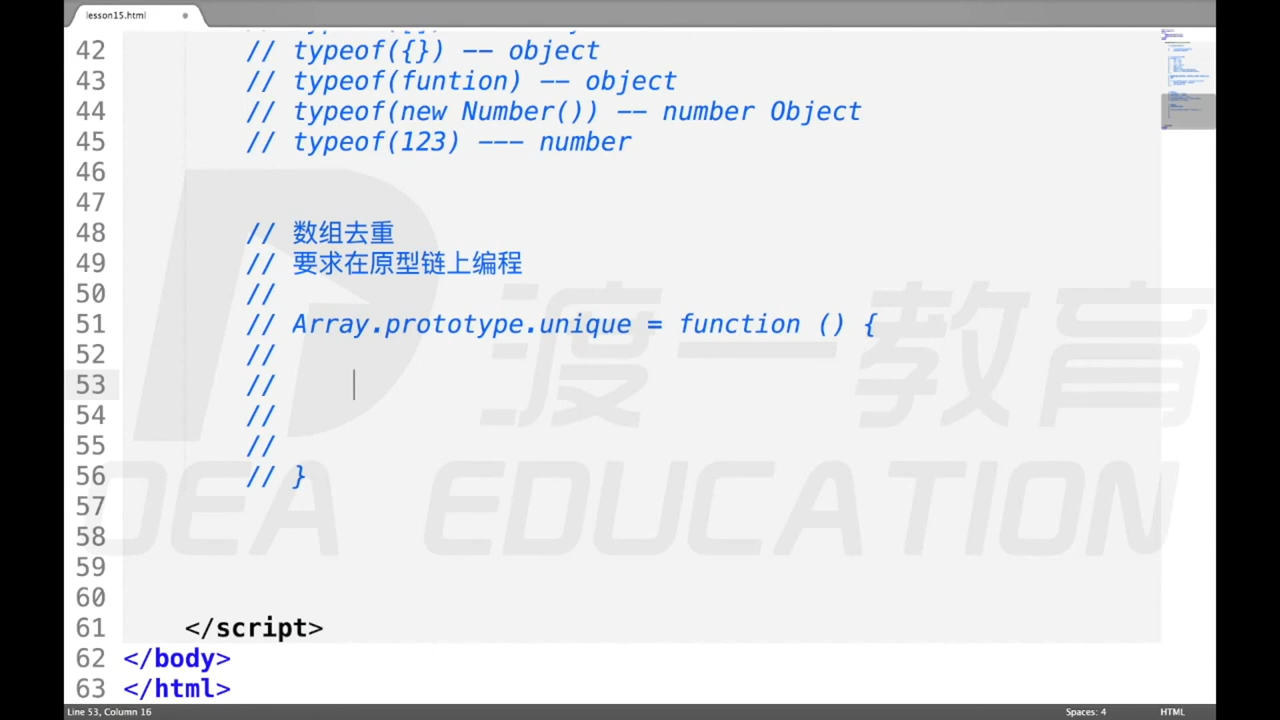 lesson15.html
42 // typeof({}) -- object
43 // typeof(funtion) -- object
44 // typeof(new Number()) -- number Object
45 // typeof(123) --- number
46
47
48 // 数组去重
49 // 要求在原型链上编程
50 //
51 // Array.prototype.unique = function () {
52 //
53 //
54 //
55 //
56 // }
57
58
59
60
61 </script>
62 </body>
63 </html>
渡一教育
IDEA EDUCATION
Line 53, Column 16 Spaces: 4 HTML